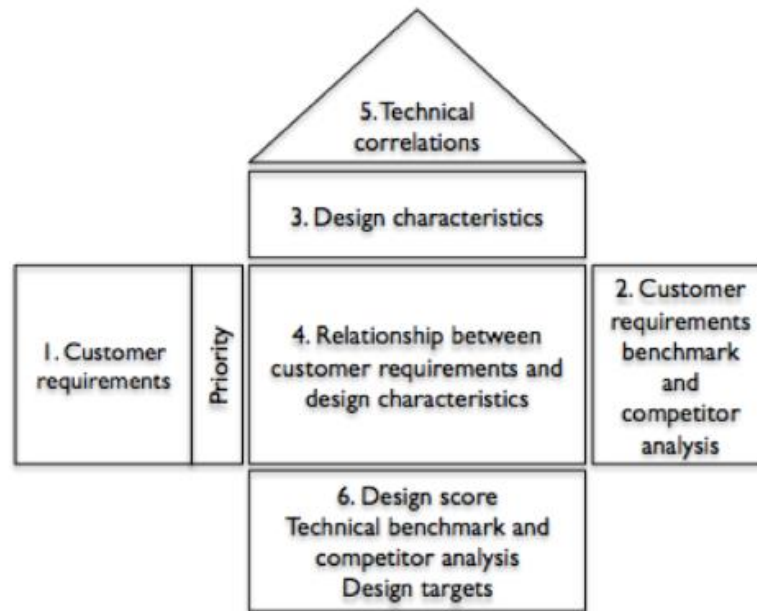 5. Technical
correlations
3. Design characteristics
1. Customer
requirements
Priority
4. Relationship between
customer requirements and
design characteristics
2. Customer
requirements
benchmark
and
competitor
analysis
6. Design score
Technical benchmark and
competitor analysis
Design targets